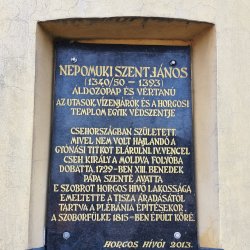 NEPOMUKI SZENT JÁNOS
(1340/50 - 1393)
ÁLDOZÓPAP ÉS VÉRTANÚ
AZ UTASOK, VÍZENJÁRÓK ÉS A HORGOSI
TEMPLOM EGYIK VÉDSZENTJE
CSEHORSZÁGBAN SZÜLETETT
MIVEL NEM VOLT HAJLANDÓ A
GYÓNÁSI TITKOT ELÁRULNI, IV. VENCEL
CSEH KIRÁLY A MOLDVA FOLYÓBA
DOBATTA. 1729-BEN XIII. BENEDEK
PÁPA SZENTTÉ AVATTA
E SZOBROT HORGOS HÍVŐ LAKOSSÁGA
EMELTETTE A TISZA ÁRADÁSÁTÓL
TARTVA A PLÉBÁNIA ÉPÍTÉSEKOR,
A SZOBORFÜLKE 1815-BEN ÉPÜLT KÖRÉ.
HORGOS HÍVŐI 2013.